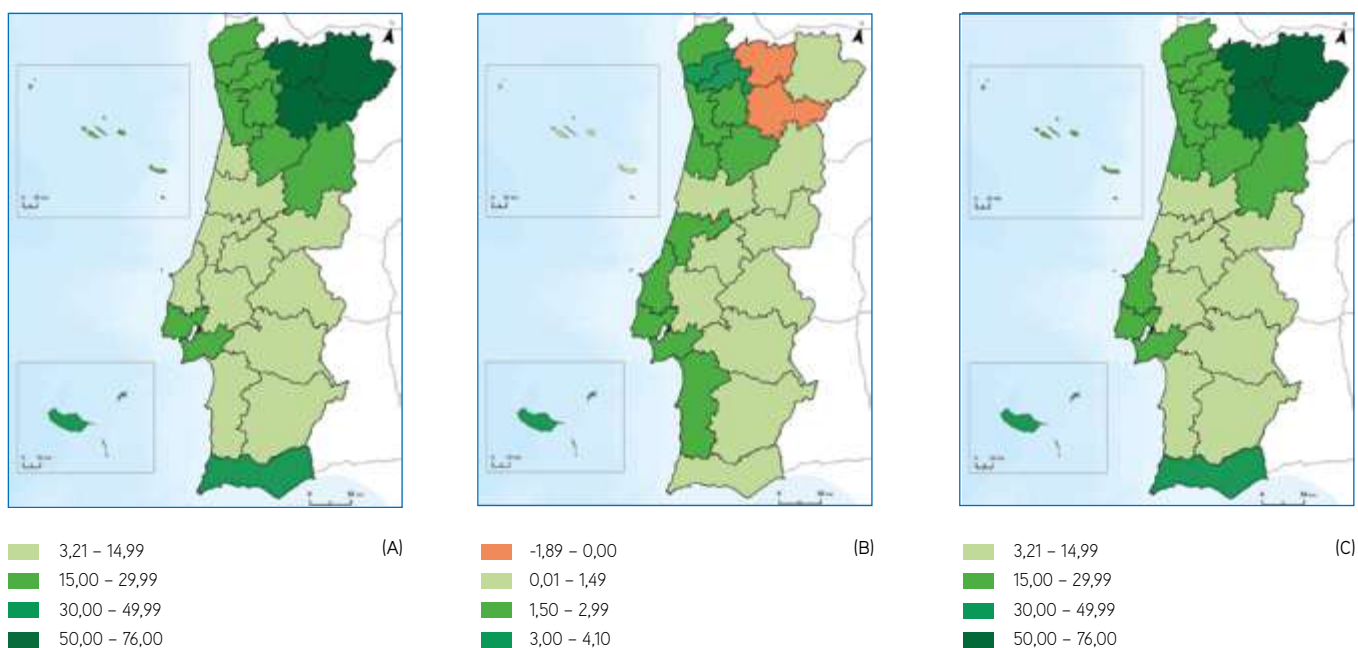 3,21 – 14,99
15,00 – 29,99
30,00 – 49,99
50,00 – 76,00
(A)
-1,89 – 0,00
0,01 – 1,49
1,50 – 2,99
3,00 – 4,10
(B)
3,21 – 14,99
15,00 – 29,99
30,00 – 49,99
50,00 – 76,00
(C)